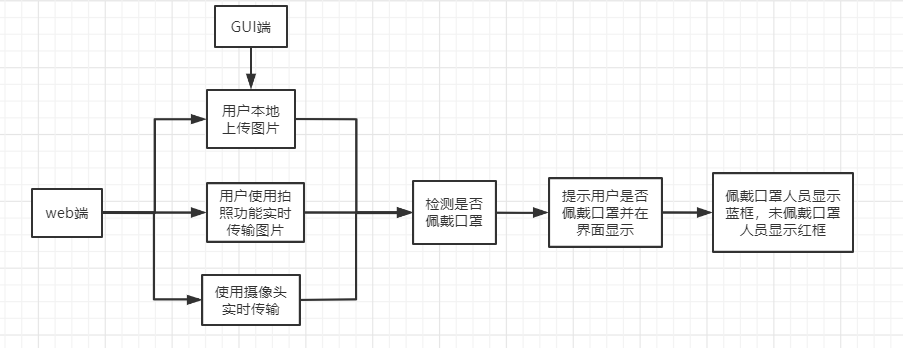 GUI端
用户本地
上传图片
web端
用户使用拍
照功能实时
传输图片
使用摄像头
实时传输
检测是否
佩戴口罩
提示用户是否
佩戴口罩并在
界面显示
佩戴口罩人员显示
蓝框，未佩戴口罩
人员显示红框